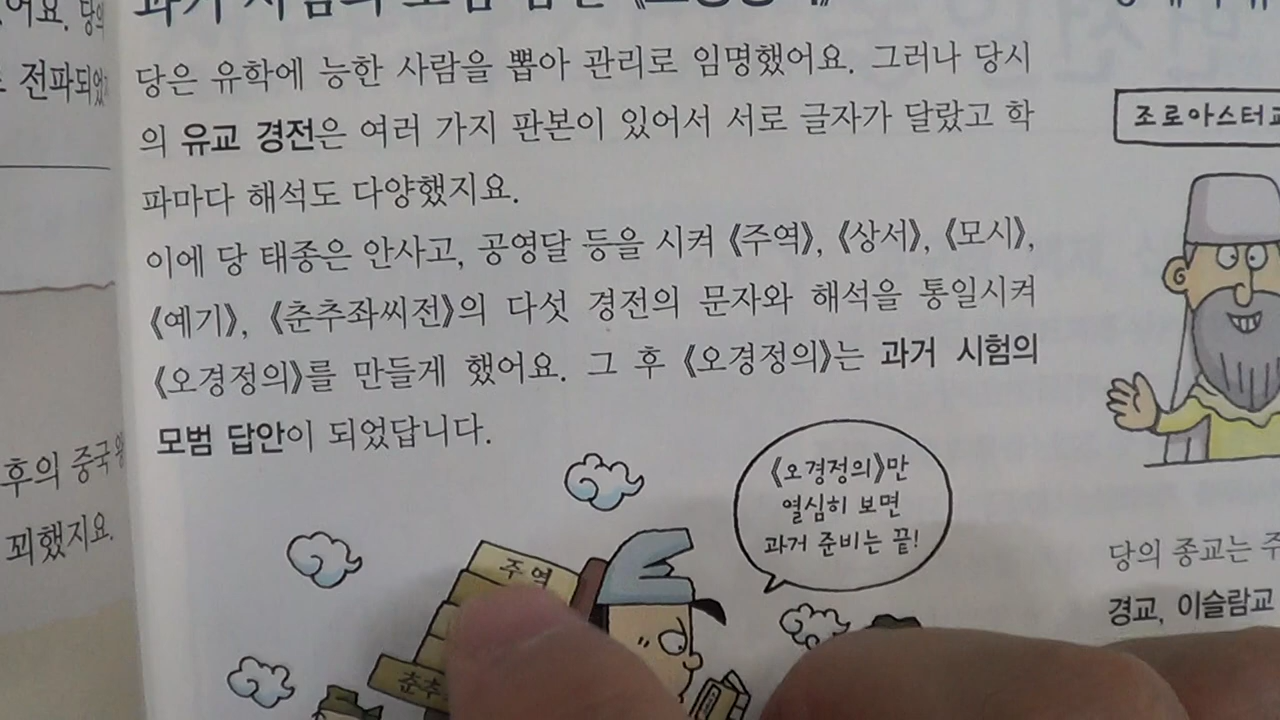 어요. 당의
전파되었
후의 중국
꾀했지요.
당은 유학에 능한 사람을 뽑아 관리로 임명했어요. 그러나 당시
의 유교 경전은 여러 가지 판본이 있어서 서로 글자가 달랐고 학
파마다 해석도 다양했지요.
이에 당 태종은 안사고, 공영달 등을 시켜 《주역》, 《상서》, 《모시》,
《예기》, 《춘추좌씨전》의 다섯 경전의 문자와 해석을 통일시켜
《오경정의》를 만들게 했어요. 그 후 《오경정의》는 과거 시험의
모범 답안이 되었답니다.
《오경정의》만
열심히 보면
과거 준비는 끝!
주역
춘추
조로아스터교
당의 종교는
경교, 이슬람교